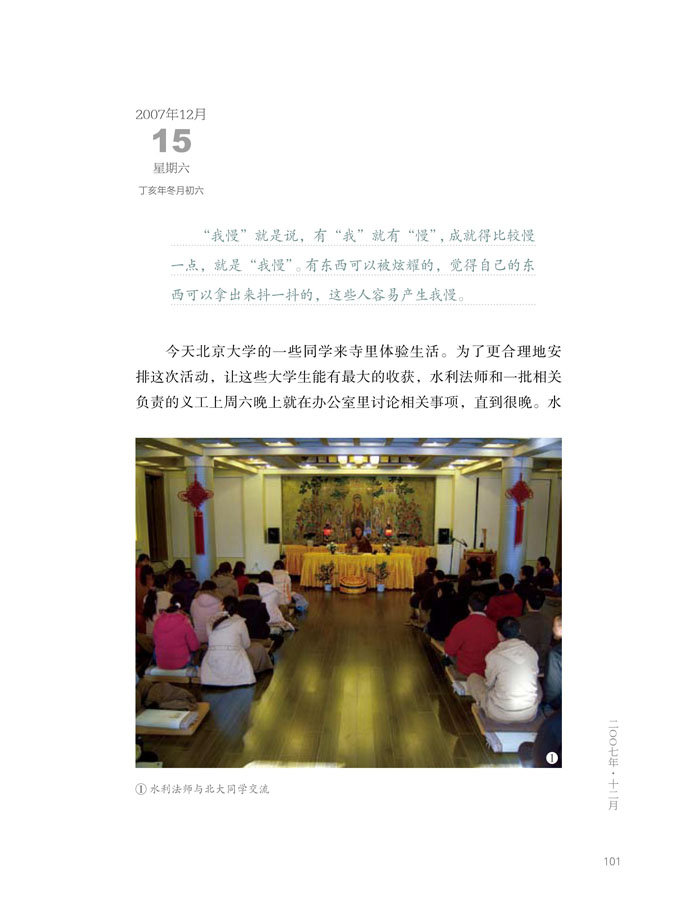 2007年12月
15
星期六
丁亥年冬月初六
“我慢”就是说，有“我”就有“慢”，成就得比较慢
一点，就是“我慢”。有东西可以被炫耀的，觉得自己的东
西可以拿出来抖一抖的，这些人容易产生我慢。
今天北京大学的一些同学来寺里体验生活。为了更合理地安
排这次活动，让这些大学生能有最大的收获，水利法师和一批相关
负责的义工上周六晚上就在办公室里讨论相关事项，直到很晚。水
①
① 水利法师与北大同学交流
二〇〇七年·十二月
101